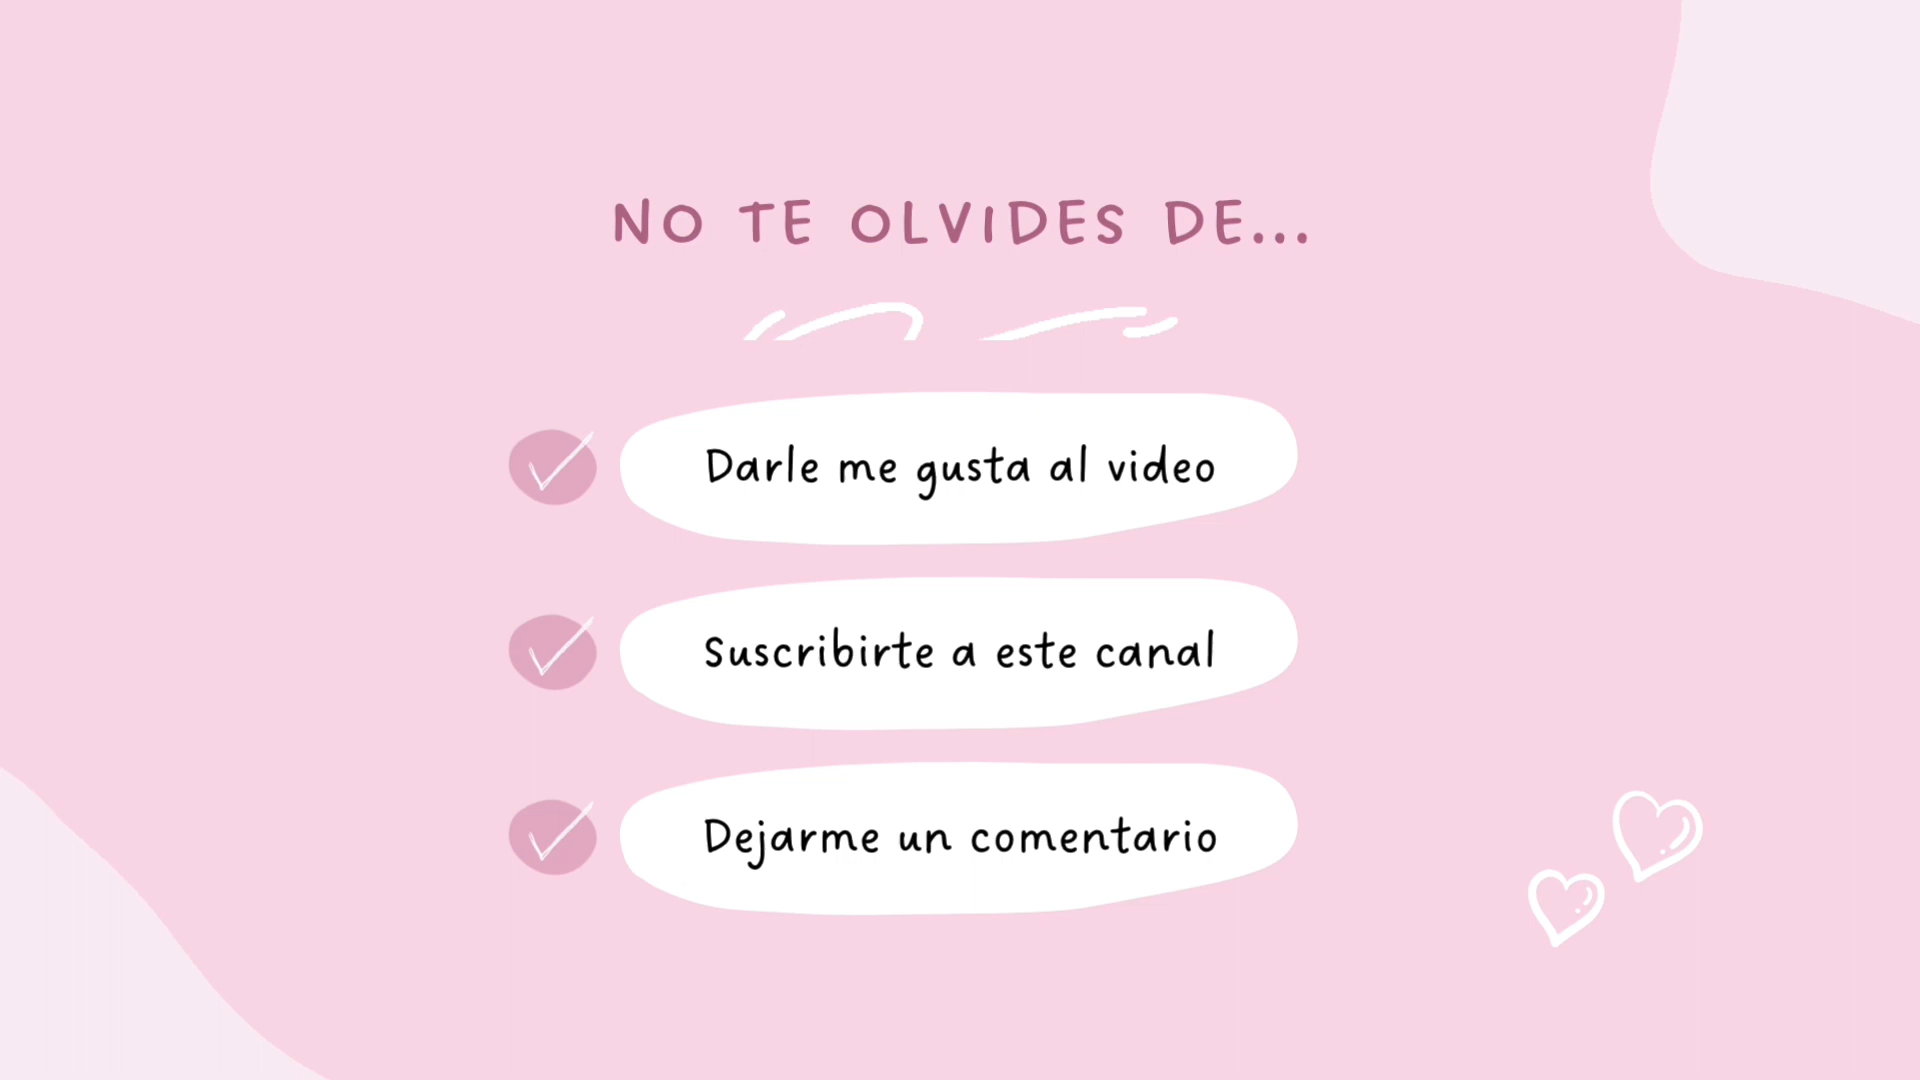 NO TE OLVIDES DE...
Darle me gusta al video
Suscribirte a este canal
Dejarme un comentario